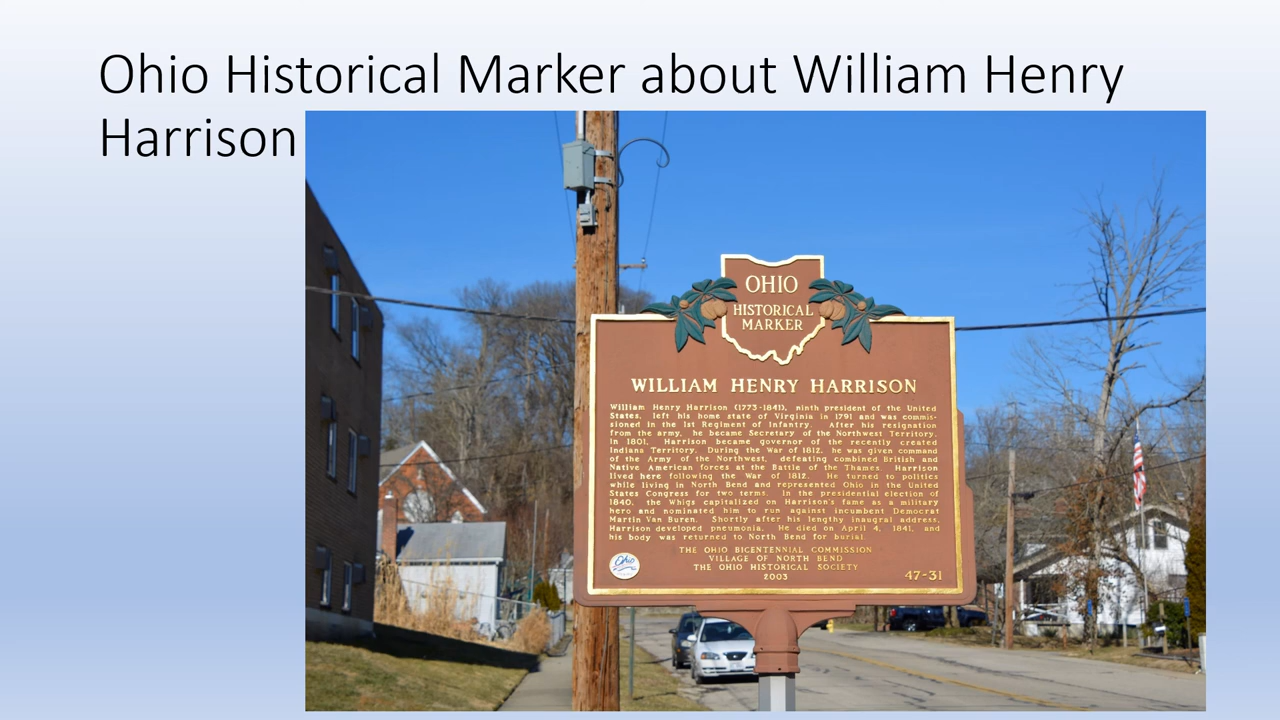 Ohio Historical Marker about William Henry
Harrison
OHIO
HISTORICAL
MARKER
WILLIAM HENRY HARRISON
William Henry Harrison (1773-1841), ninth president of the United
States, left his home state of Virginia in 1791 and was commis-
sioned in the 1st Regiment of Infantry. After his resignation
from the army, he became Secretary of the Northwest Territory.
In 1801, Harrison became governor of the recently created
Indiana Territory. During the War of 1812, he was given command
of the Army of the Northwest, defeating combined British and
Native American forces at the Battle of the Thames. Harrison
lived here following the War of 1812. He turned to politics
while living in North Bend and represented Ohio in the United
States Congress for two terms. In the presidential election of
1840, the Whigs capitalized on Harrison's fame as a military
hero and nominated him to run against incumbent Democrat
Martin Van Buren. Shortly after his lengthy inaugural address,
Harrison developed pneumonia. He died on April 4, 1841, and
his body was returned to North Bend for burial.
THE OHIO BICENTENNIAL COMMISSION
VILLAGE OF NORTH BEND
THE OHIO HISTORICAL SOCIETY
2003
47-31
Ohio